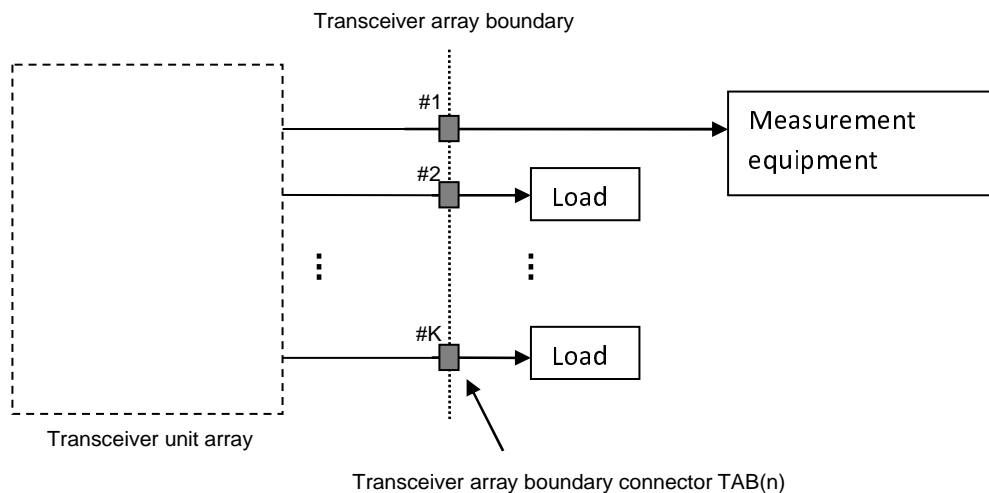 Transceiver array boundary
#1
Measurement
equipment
#2
Load
#K
Load
Transceiver unit array
Transceiver array boundary connector TAB(n)